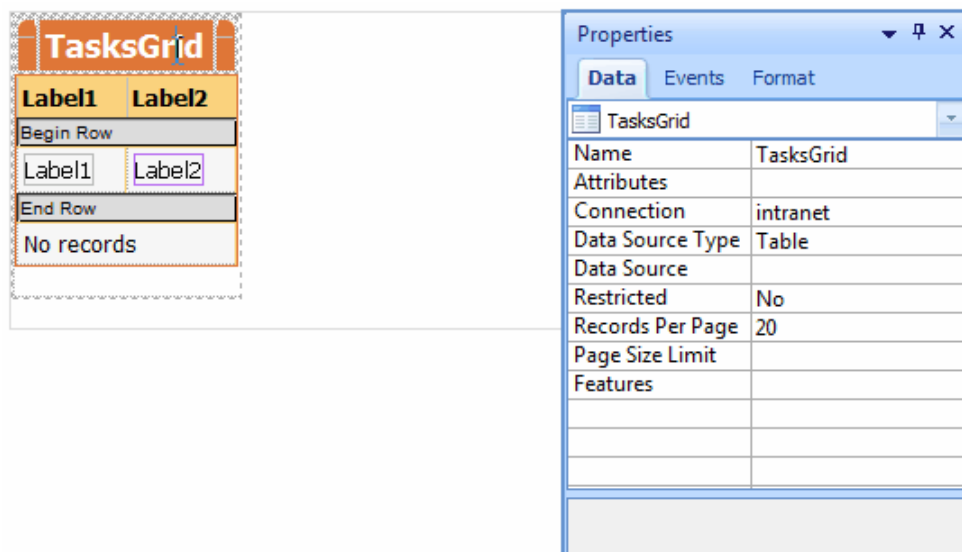 TasksGrid
Label1 Label2
Begin Row
Label1 Label2
End Row
No records
Properties
Data Events Format
TasksGrid
Name TasksGrid
Attributes
Connection intranet
Data Source Type Table
Data Source
Restricted No
Records Per Page 20
Page Size Limit
Features